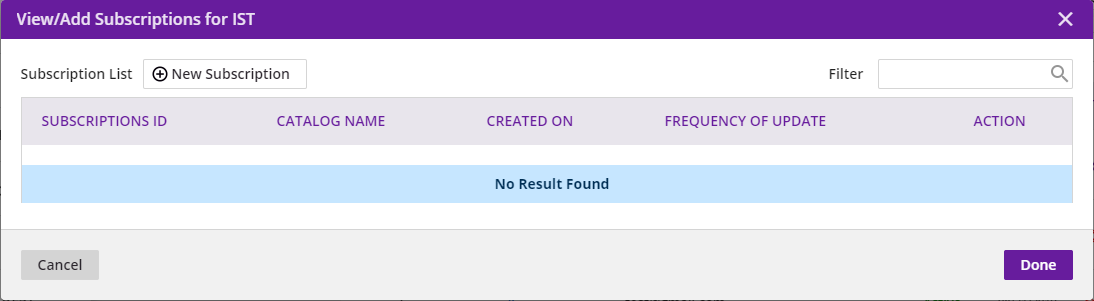 View/Add Subscriptions for IST
Subscription List New Subscription Filter
SUBSCRIPTIONS ID CATALOG NAME CREATED ON FREQUENCY OF UPDATE ACTION
No Result Found
Cancel Done